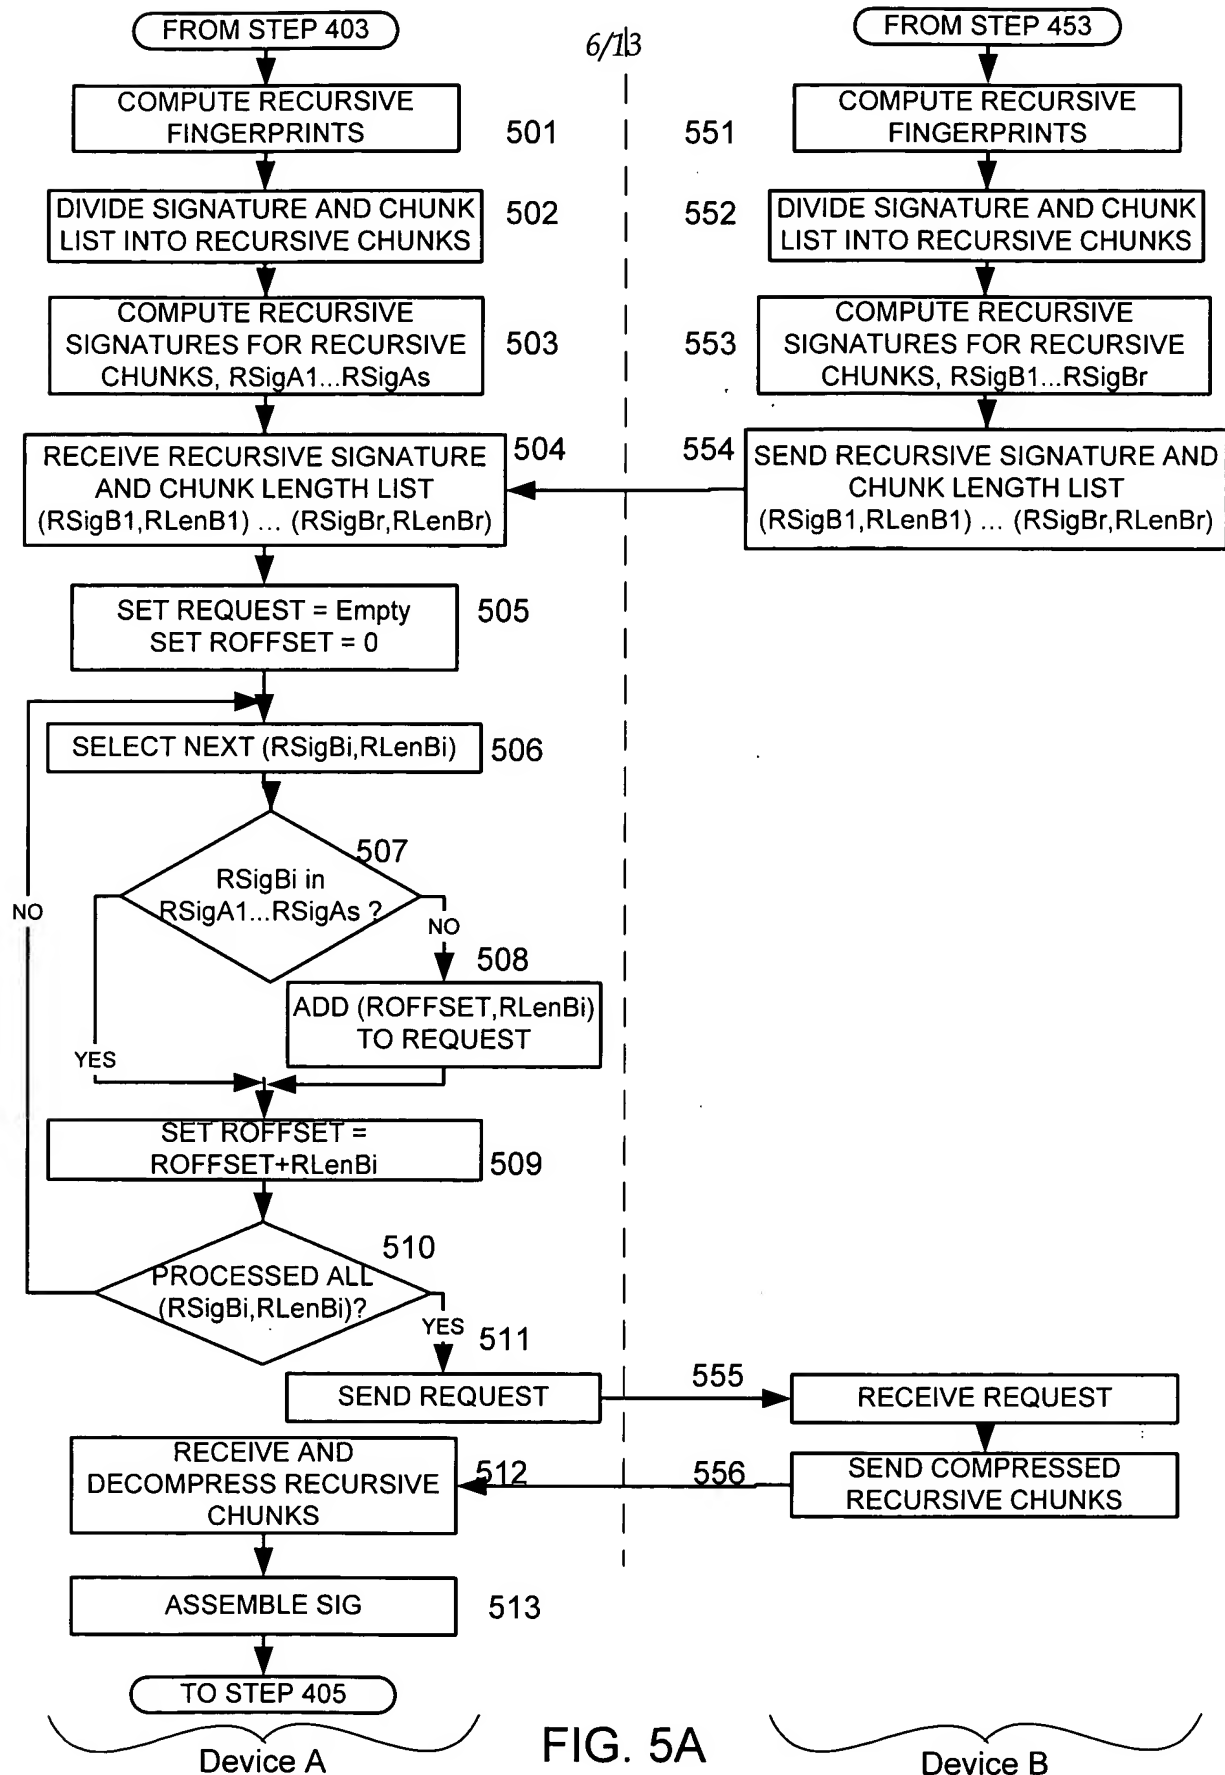 6/13
FROM STEP 403
COMPUTE RECURSIVE
FINGERPRINTS
501
DIVIDE SIGNATURE AND CHUNK
LIST INTO RECURSIVE CHUNKS
502
COMPUTE RECURSIVE
SIGNATURES FOR RECURSIVE
CHUNKS, RSigA1...RSigAs
503
RECEIVE RECURSIVE SIGNATURE
AND CHUNK LENGTH LIST
(RSigB1,RLenB1) ... (RSigBr,RLenBr)
504
SET REQUEST = Empty
SET ROFFSET = 0
505
SELECT NEXT (RSigBi,RLenBi)
506
507
RSigBi in
RSigA1...RSigAs ?
NO
NO
508
ADD (ROFFSET,RLenBi)
TO REQUEST
YES
SET ROFFSET =
ROFFSET+RLenBi
509
510
PROCESSED ALL
(RSigBi,RLenBi)?
YES
511
SEND REQUEST
RECEIVE AND
DECOMPRESS RECURSIVE
CHUNKS
512
ASSEMBLE SIG
513
TO STEP 405
Device A
FROM STEP 453
551
COMPUTE RECURSIVE
FINGERPRINTS
552
DIVIDE SIGNATURE AND CHUNK
LIST INTO RECURSIVE CHUNKS
553
COMPUTE RECURSIVE
SIGNATURES FOR RECURSIVE
CHUNKS, RSigB1...RSigBr
554
SEND RECURSIVE SIGNATURE AND
CHUNK LENGTH LIST
(RSigB1,RLenB1) ... (RSigBr,RLenBr)
555
RECEIVE REQUEST
556
SEND COMPRESSED
RECURSIVE CHUNKS
Device B
FIG. 5A